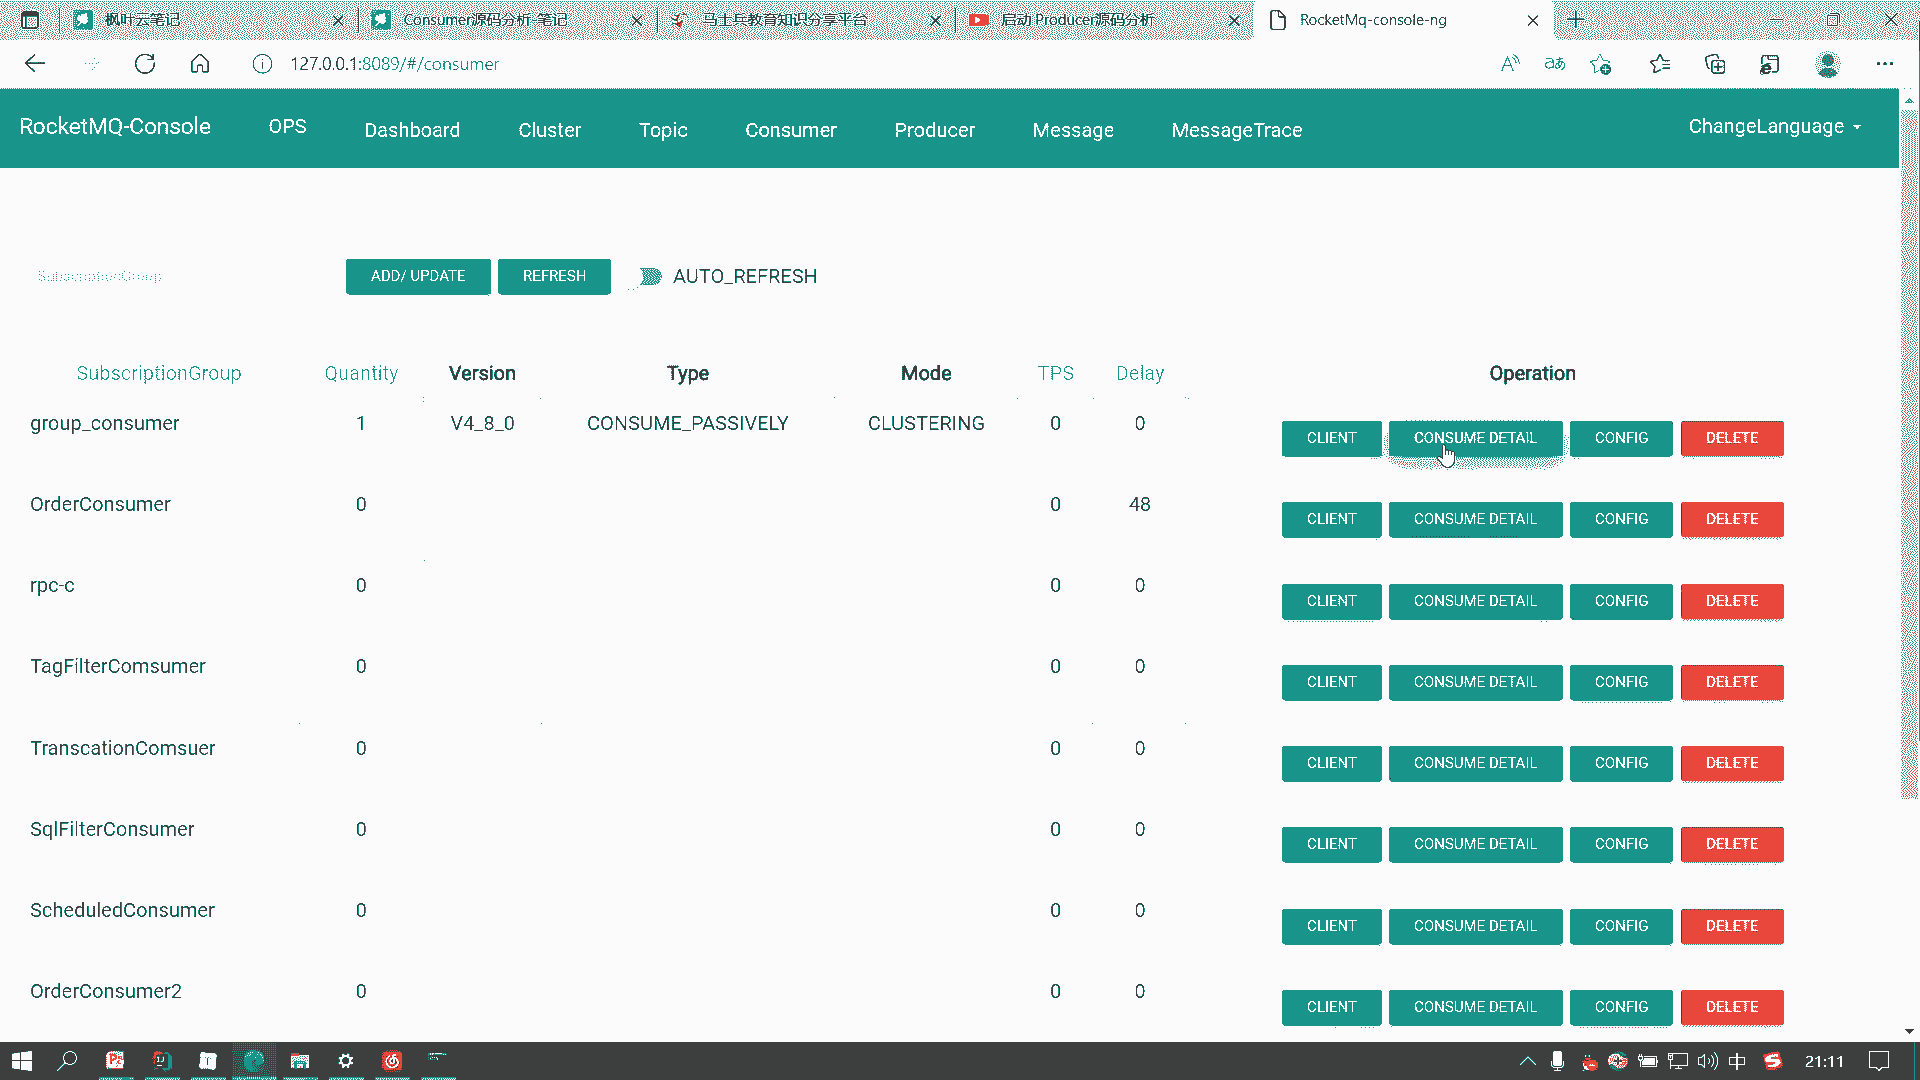 枫叶云笔记
Consumer源码分析-笔记
马士兵教育知识分享平台
启动 Producer源码分析
RocketMq-console-ng
127.0.0.1:8089/#/consumer
RocketMQ-Console OPS Dashboard Cluster Topic Consumer Producer Message MessageTrace ChangeLanguage
SubscriptionGroup ADD/ UPDATE REFRESH AUTO_REFRESH
SubscriptionGroup Quantity Version Type Mode TPS Delay Operation
group_consumer 1 V4_8_0 CONSUME_PASSIVELY CLUSTERING 0 0 CLIENT CONSUME DETAIL CONFIG DELETE
OrderConsumer 0 0 48 CLIENT CONSUME DETAIL CONFIG DELETE
rpc-c 0 0 0 CLIENT CONSUME DETAIL CONFIG DELETE
TagFilterComsumer 0 0 0 CLIENT CONSUME DETAIL CONFIG DELETE
TranscationComsuer 0 0 0 CLIENT CONSUME DETAIL CONFIG DELETE
SqlFilterConsumer 0 0 0 CLIENT CONSUME DETAIL CONFIG DELETE
ScheduledConsumer 0 0 0 CLIENT CONSUME DETAIL CONFIG DELETE
OrderConsumer2 0 0 0 CLIENT CONSUME DETAIL CONFIG DELETE
中 21:11